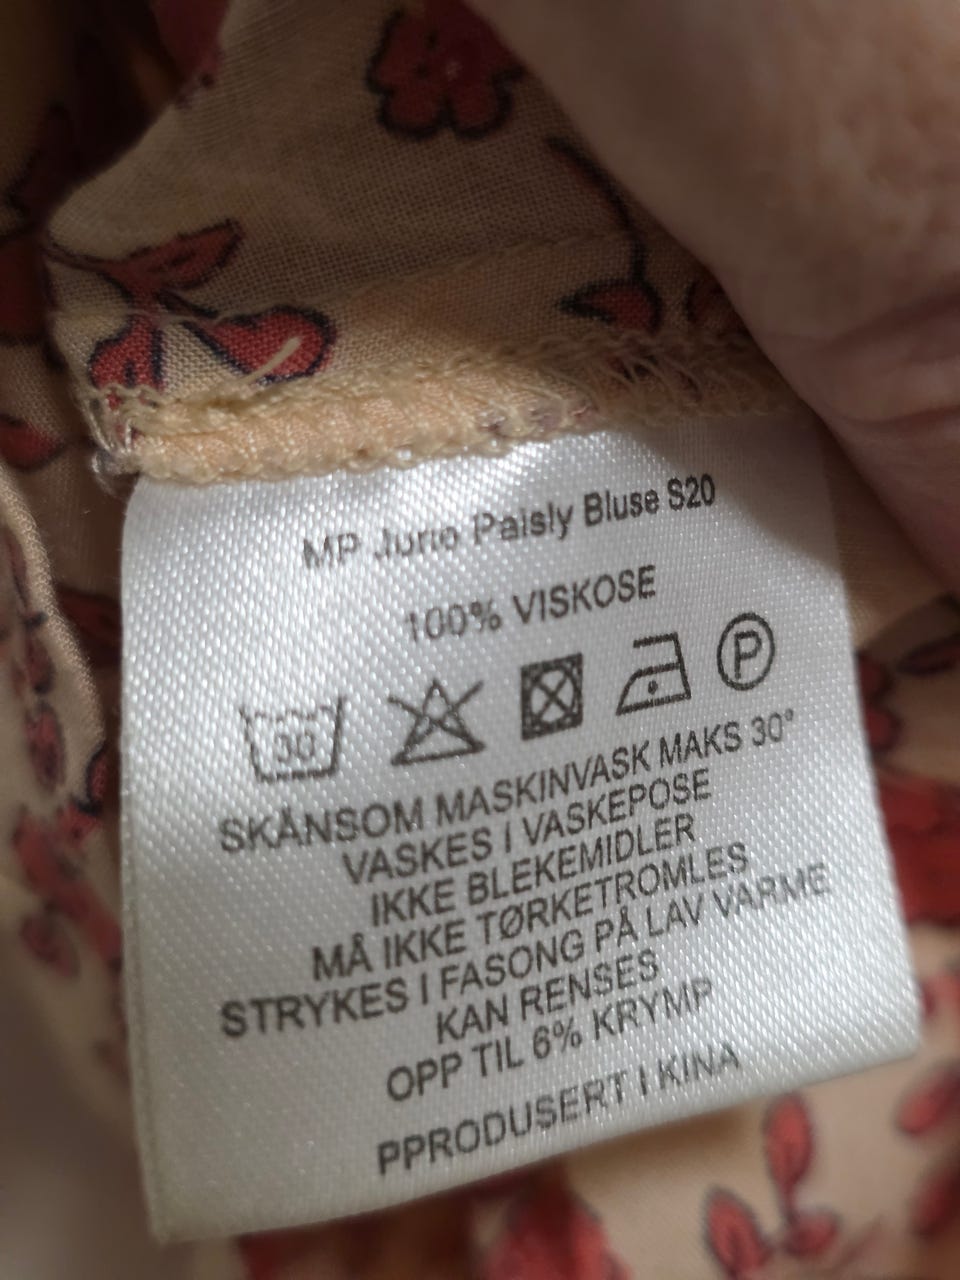 MP Paisly Bluse S20
100% VISKOSE
30 P
SKÅNSOM MASKINVASK MAKS 30°
VASKES I VASKEPOSE
IKKE BLEKEMIDLER
MÅ IKKE TØRKETROMLES
STRYKES I FASONG PÅ LAV VARME
KAN RENSES
OPP TIL 6% KRYMP
PPRODUSERT I KINA